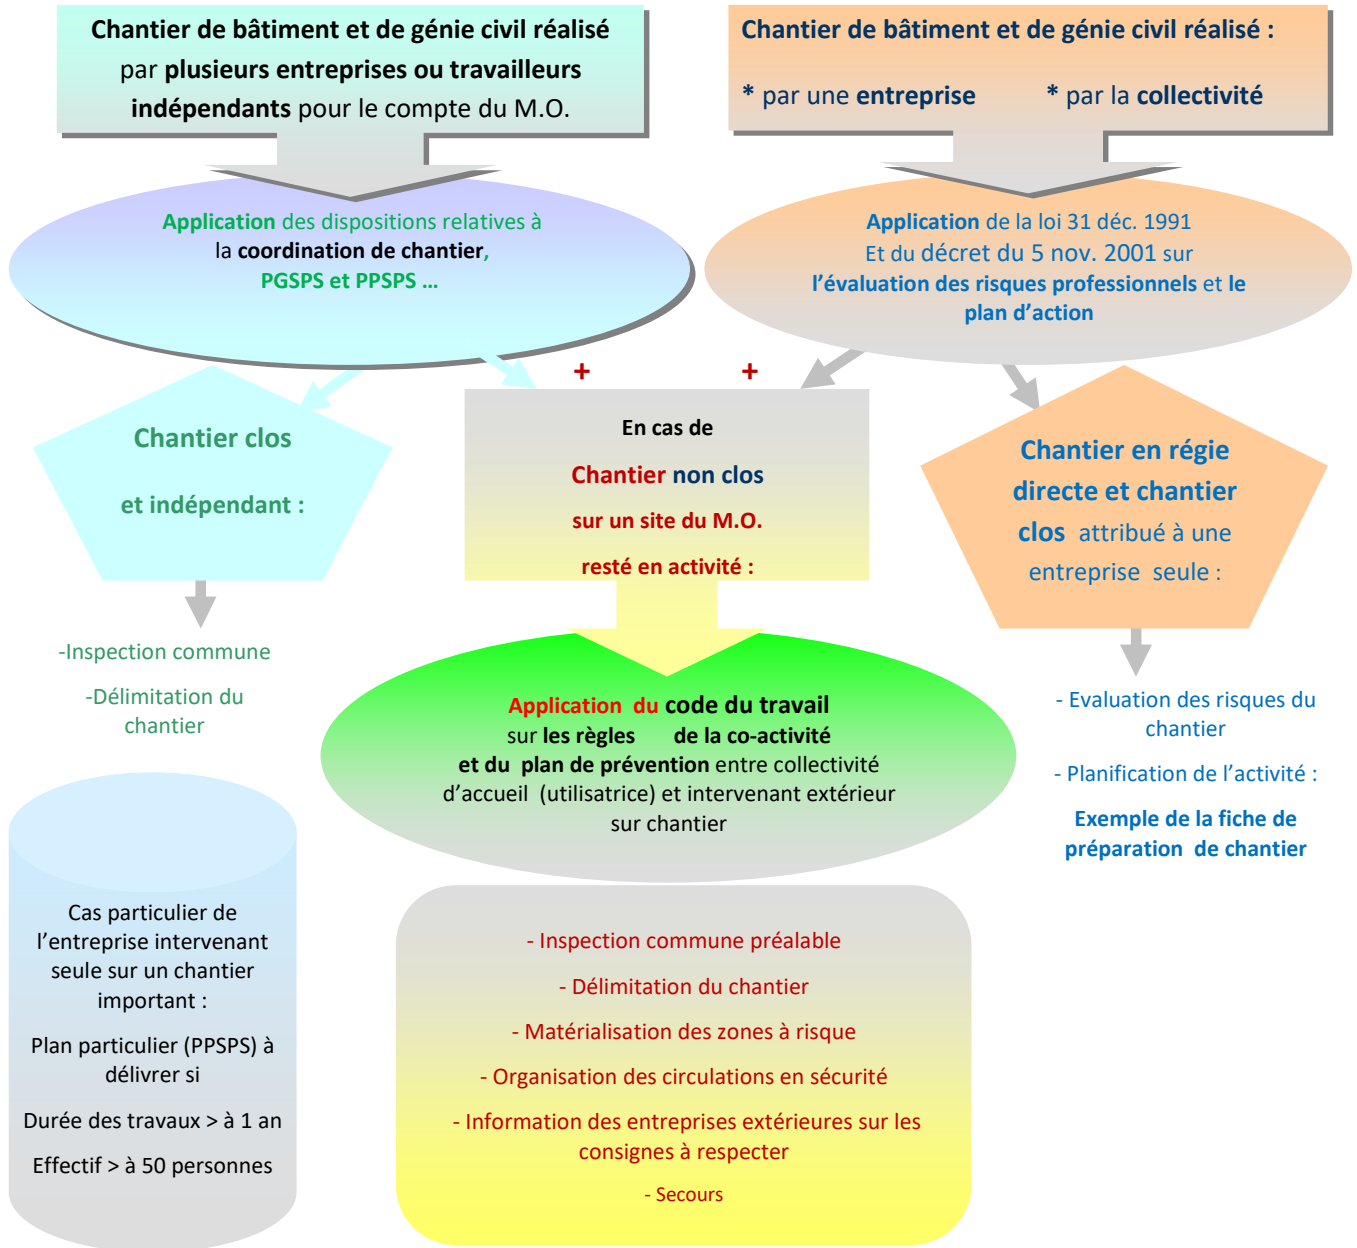 Chantier de bâtiment et de génie civil réalisé
par plusieurs entreprises ou travailleurs
indépendants pour le compte du M.O.
Chantier de bâtiment et de génie civil réalisé :
* par une entreprise * par la collectivité
Application des dispositions relatives à
la coordination de chantier,
PGSPS et PPSPS ...
Application de la loi 31 déc. 1991
Et du décret du 5 nov. 2001 sur
l’évaluation des risques professionnels et le
plan d’action
+ +
Chantier clos
et indépendant :
En cas de
Chantier non clos
sur un site du M.O.
resté en activité :
Chantier en régie
directe et chantier
clos attribué à une
entreprise seule :
-Inspection commune
-Délimitation du
chantier
Application du code du travail
sur les règles de la co-activité
et du plan de prévention entre collectivité
d’accueil (utilisatrice) et intervenant extérieur
sur chantier
- Evaluation des risques du
chantier
- Planification de l’activité :
Exemple de la fiche de
préparation de chantier
Cas particulier de
l’entreprise intervenant
seule sur un chantier
important :
Plan particulier (PPSPS) à
délivrer si
Durée des travaux > à 1 an
Effectif > à 50 personnes
- Inspection commune préalable
- Délimitation du chantier
- Matérialisation des zones à risque
- Organisation des circulations en sécurité
- Information des entreprises extérieures sur les
consignes à respecter
- Secours